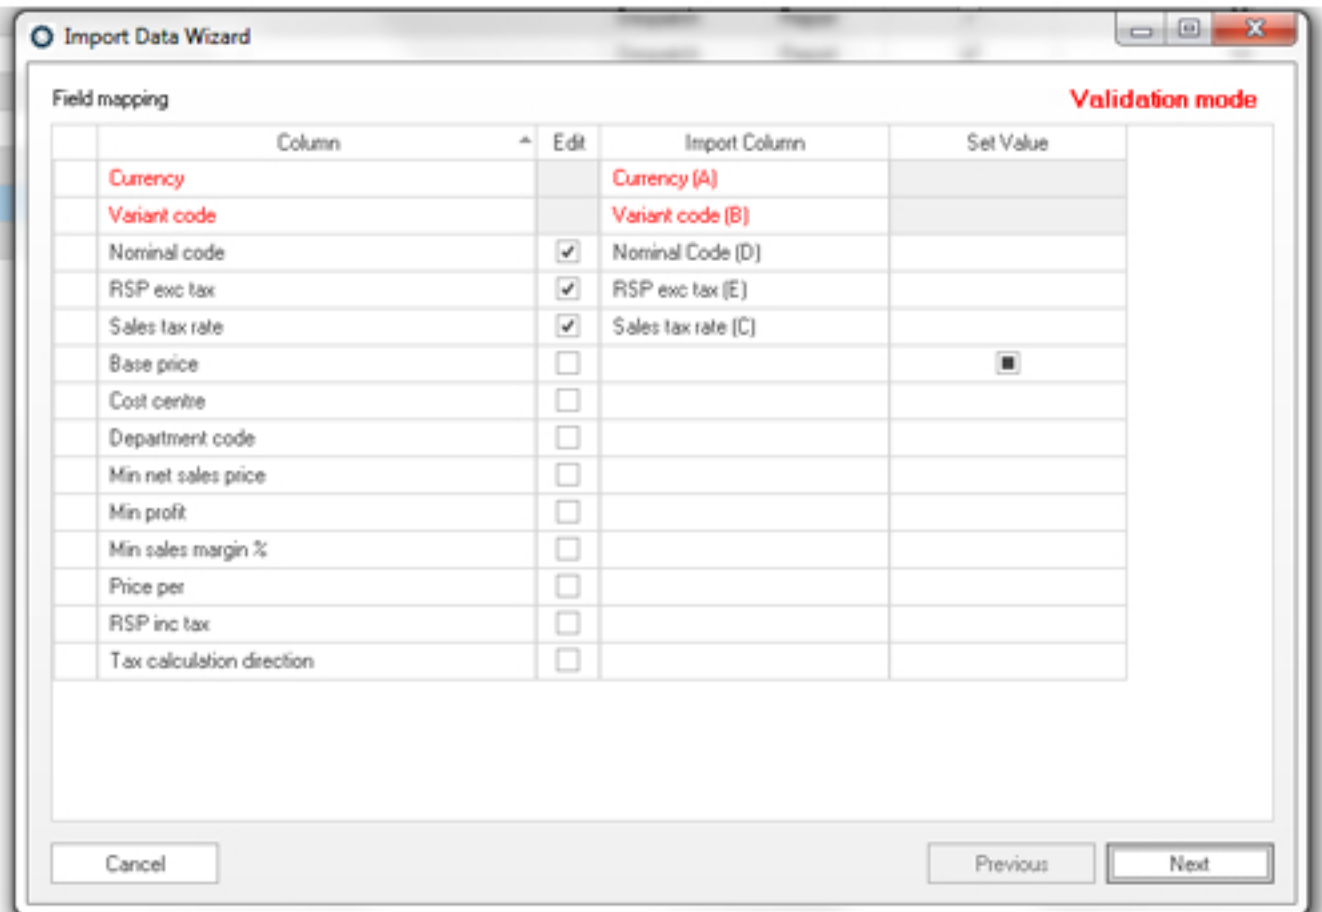 Import Data Wizard
Field mapping
Validation mode
Column Edit Import Column Set Value
Currency Currency (A)
Variant code Variant code (B)
Nominal code Nominal Code (D)
RSP exc tax RSP exc tax (E)
Sales tax rate Sales tax rate (C)
Base price
Cost centre
Department code
Min net sales price
Min profit
Min sales margin %
Price per
RSP inc tax
Tax calculation direction
Cancel Previous Next